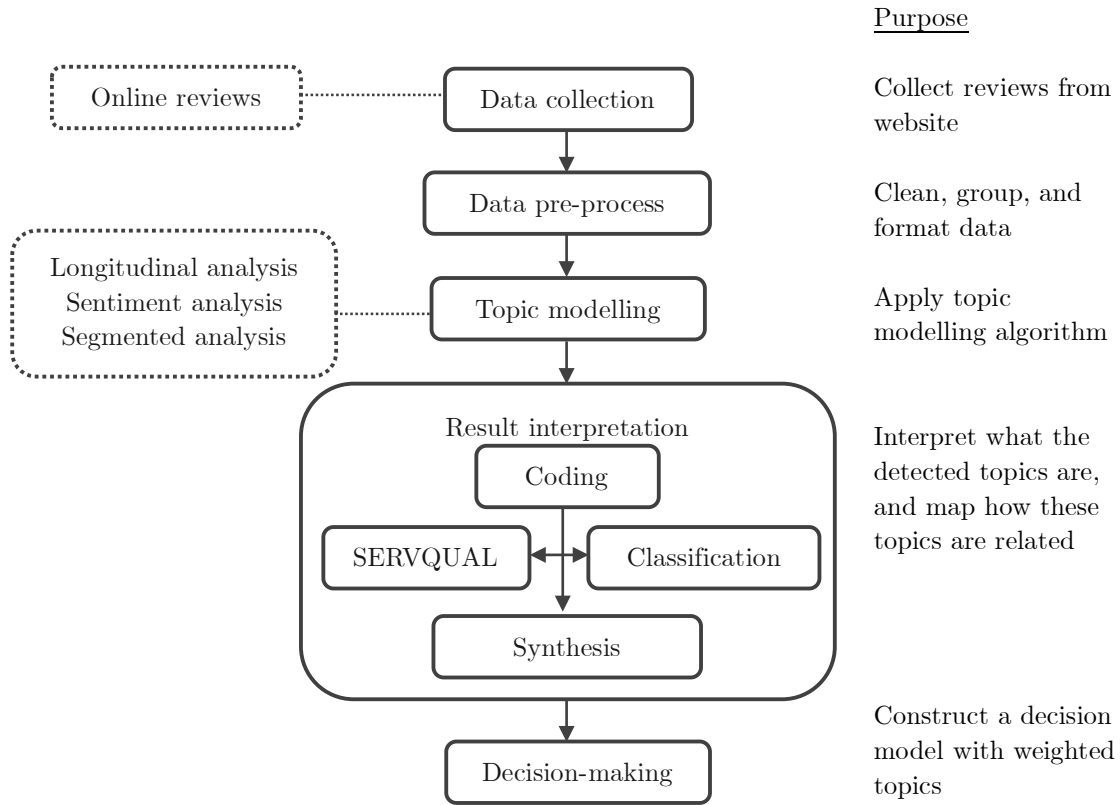 Purpose
Online reviews
Data collection
Collect reviews from
website
Data pre-process
Clean, group, and
format data
Longitudinal analysis
Sentiment analysis
Segmented analysis
Topic modelling
Apply topic
modelling algorithm
Result interpretation
Coding
SERVQUAL
Classification
Synthesis
Interpret what the
detected topics are,
and map how these
topics are related
Decision-making
Construct a decision
model with weighted
topics